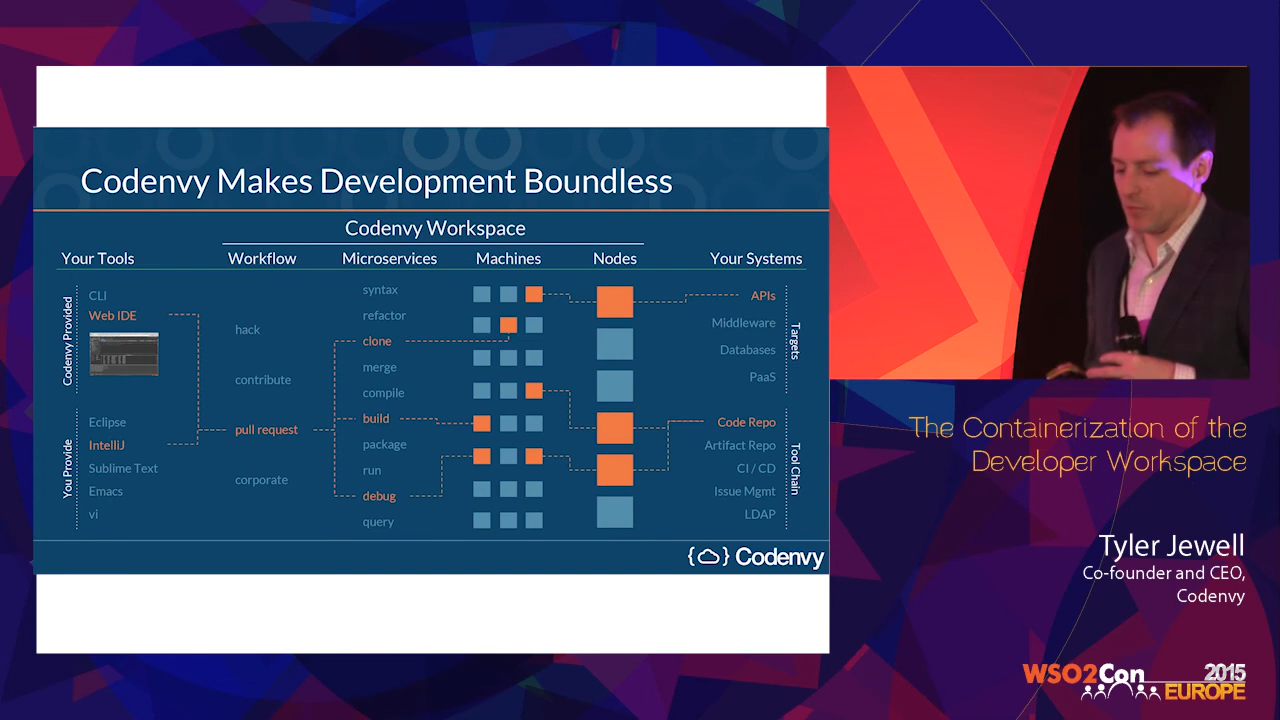 Codenvy Makes Development Boundless
Codenvy Workspace
Your Tools
Workflow
Microservices
Machines
Nodes
Your Systems
Codenvy Provided
CLI
Web IDE
You Provide
Eclipse
IntelliJ
Sublime Text
Emacs
vi
hack
contribute
pull request
corporate
syntax
refactor
clone
merge
compile
build
package
run
debug
query
APIs
Middleware
Databases
PaaS
Targets
Code Repo
Artifact Repo
CI / CD
Issue Mgmt
LDAP
Tool Chain
{ } Codenvy
The Containerization of the
Developer Workspace
Tyler Jewell
Co-founder and CEO,
Codenvy
WSO2Con 2015
EUROPE